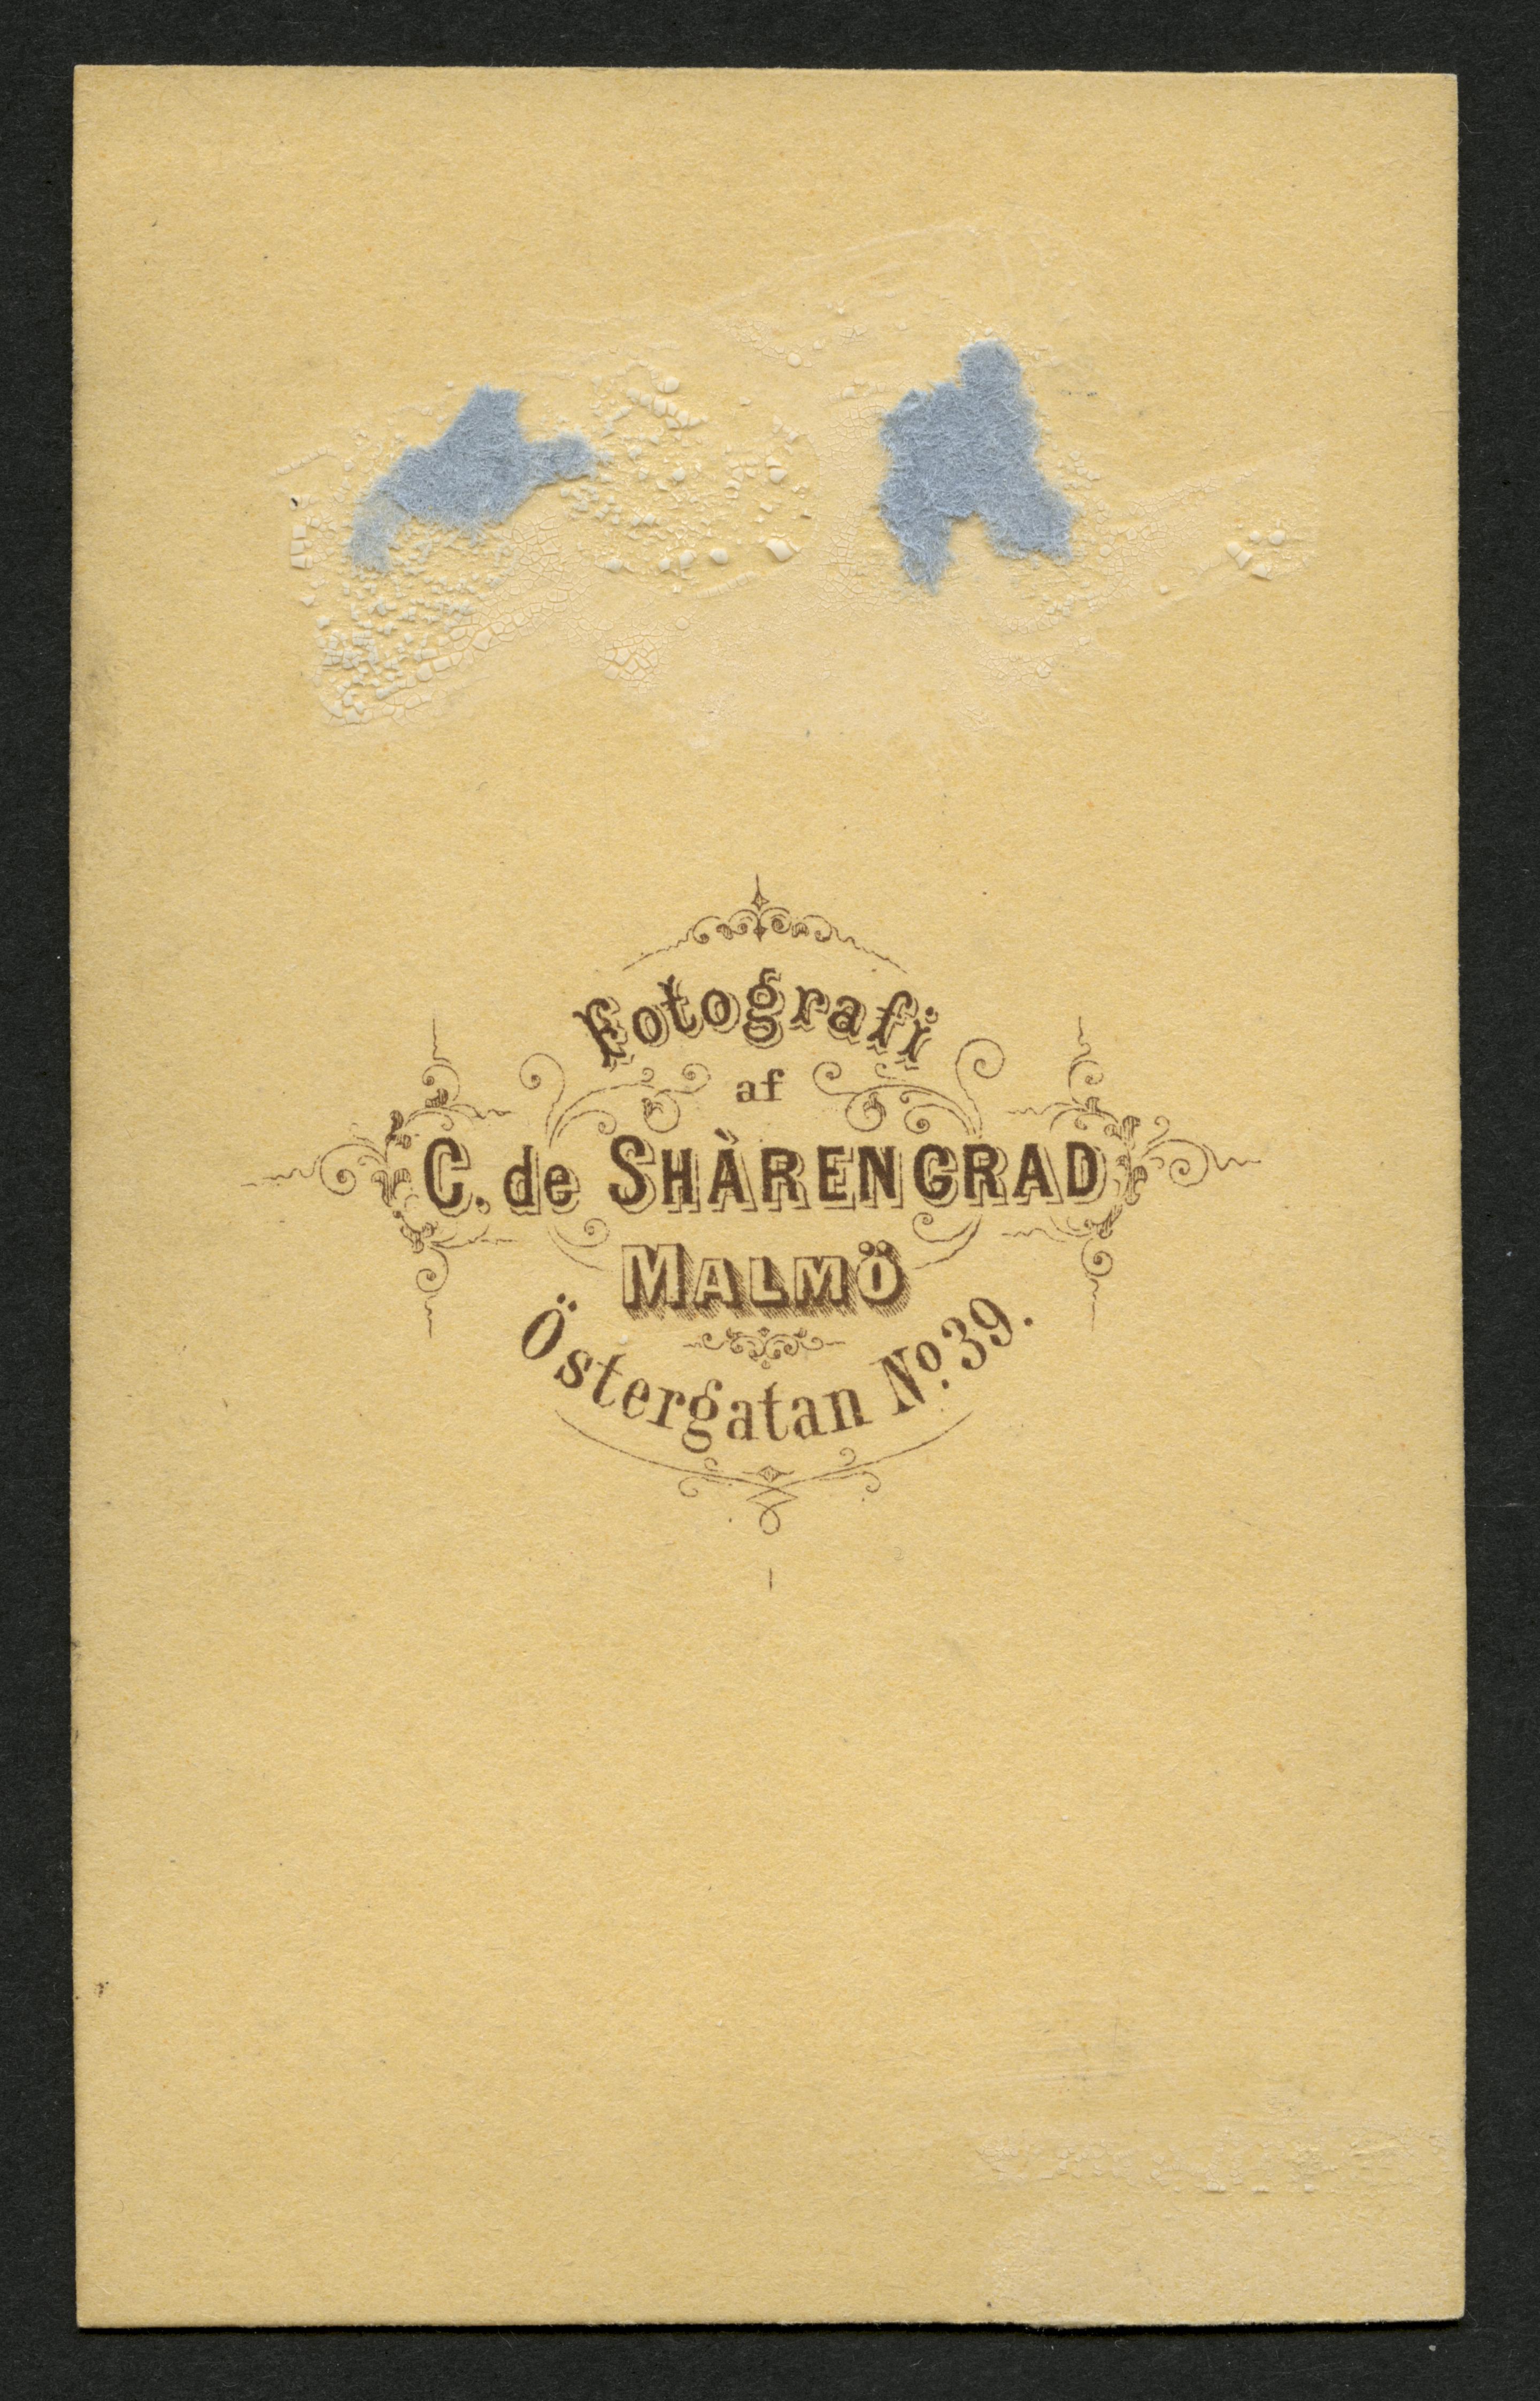 Fotografi
af
C. de SHÀRENGRAD
MALMÖ
Östergatan No. 39.